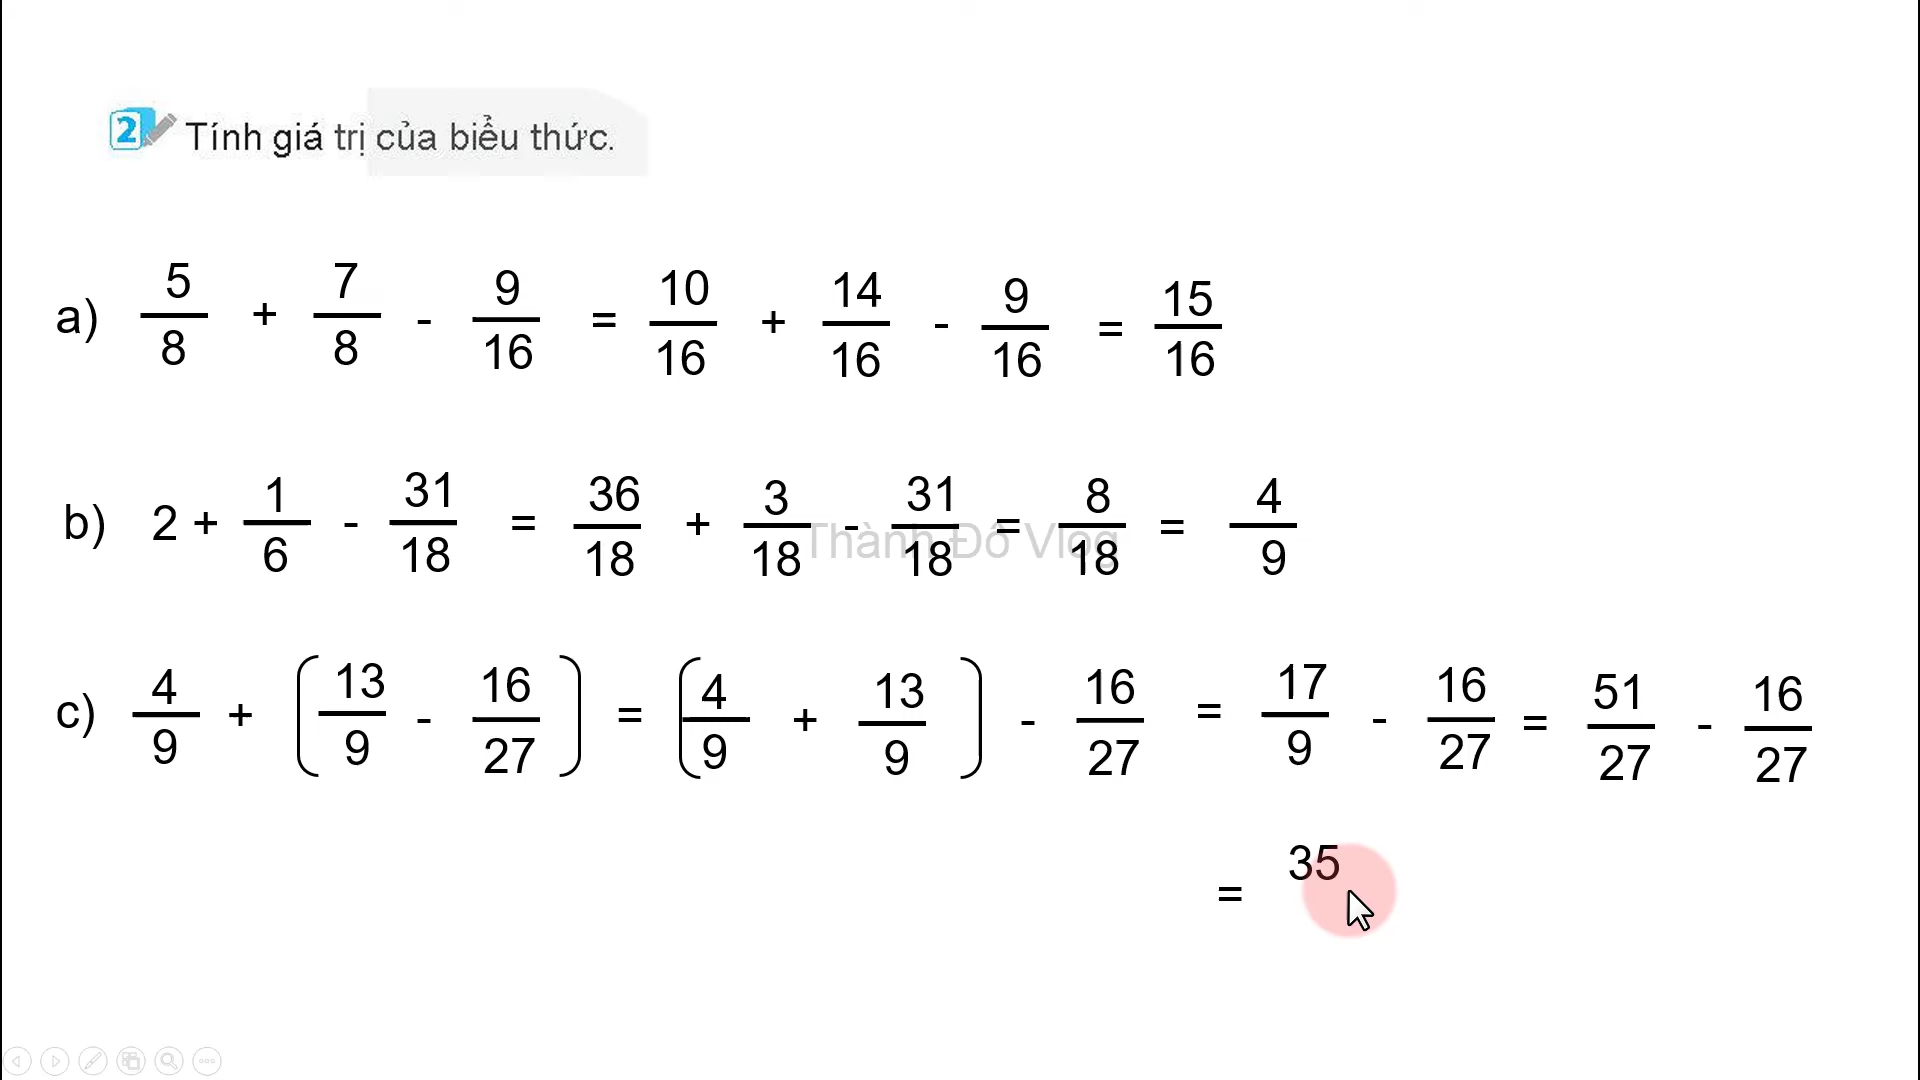 2 Tính giá trị của biểu thức.
a) 5/8 + 7/8 - 9/16 = 10/16 + 14/16 - 9/16 = 15/16
b) 2 + 1/6 - 31/18 = 36/18 + 3/18 - 31/18 = 8/18 = 4/9
Thành Đô Vlog
c) 4/9 + (13/9 - 16/27) = (4/9 + 13/9) - 16/27 = 17/9 - 16/27 = 51/27 - 16/27
= 35